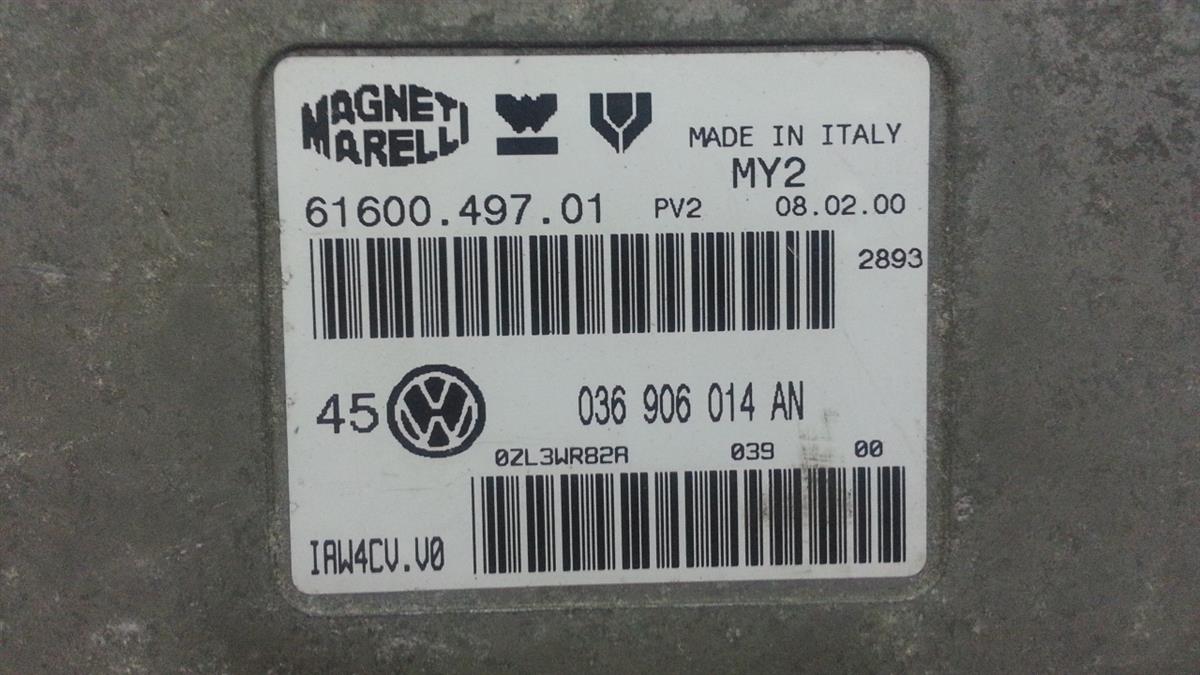 MAGNETI
MARELLI
MADE IN ITALY
MY2
61600.497.01 PV2 08.02.00
2893
45 VW 036 906 014 AN
0ZL3WR82A 039 00
IAW4CV.V0